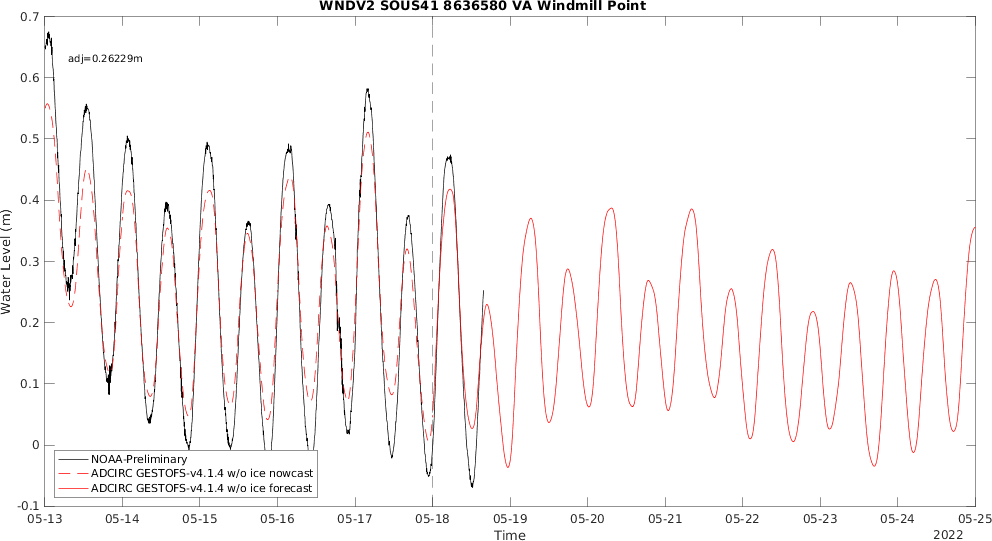 WNDV2 SOUS41 8636580 VA Windmill Point
adj=0.26229m
Water Level (m)
0.7
0.6
0.5
0.4
0.3
0.2
0.1
0
-0.1
NOAA-Preliminary
ADCIRC GESTOFS-v4.1.4 w/o ice nowcast
ADCIRC GESTOFS-v4.1.4 w/o ice forecast
05-13 05-14 05-15 05-16 05-17 05-18 05-19 05-20 05-21 05-22 05-23 05-24 05-25
Time
2022